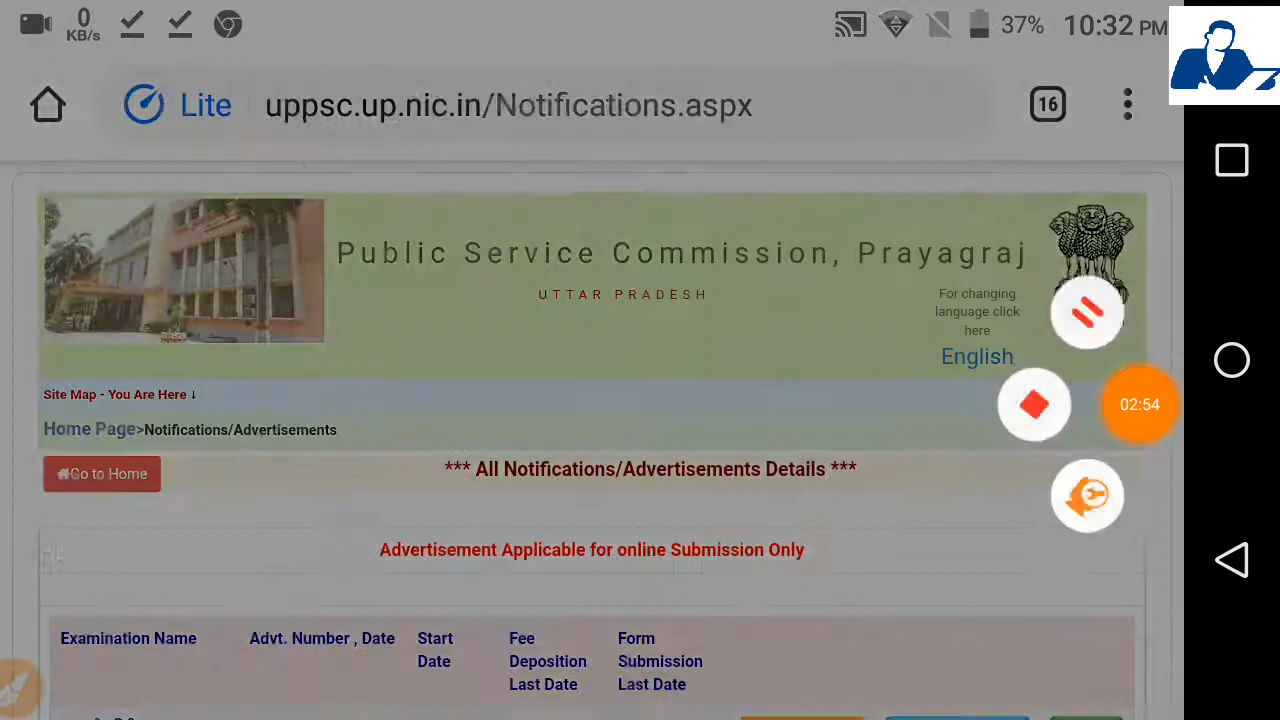 0
KB/s
37% 10:32 PM
Lite uppsc.up.nic.in/Notifications.aspx 16
Public Service Commission, Prayagraj
UTTAR PRADESH
For changing
language click
here
English
Site Map - You Are Here ↓
Home Page>Notifications/Advertisements
02:54
Go to Home
*** All Notifications/Advertisements Details ***
Advertisement Applicable for online Submission Only
Examination Name Advt. Number , Date Start Date Fee Deposition Last Date Form Submission Last Date